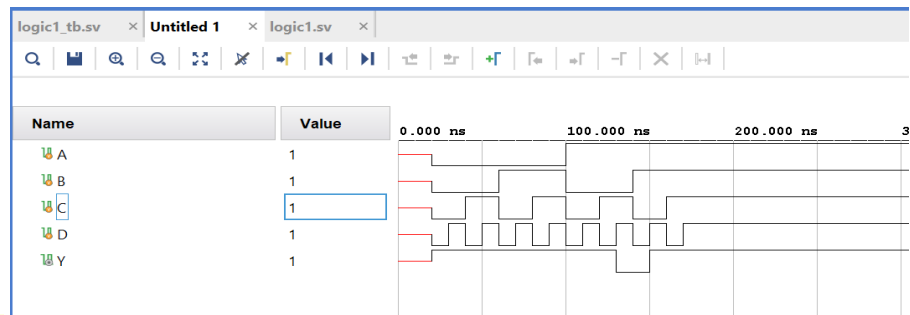 logic1_tb.sv × Untitled 1 × logic1.sv ×
Name Value 0.000 ns 100.000 ns 200.000 ns 3
A 1
B 1
C 1
D 1
Y 1